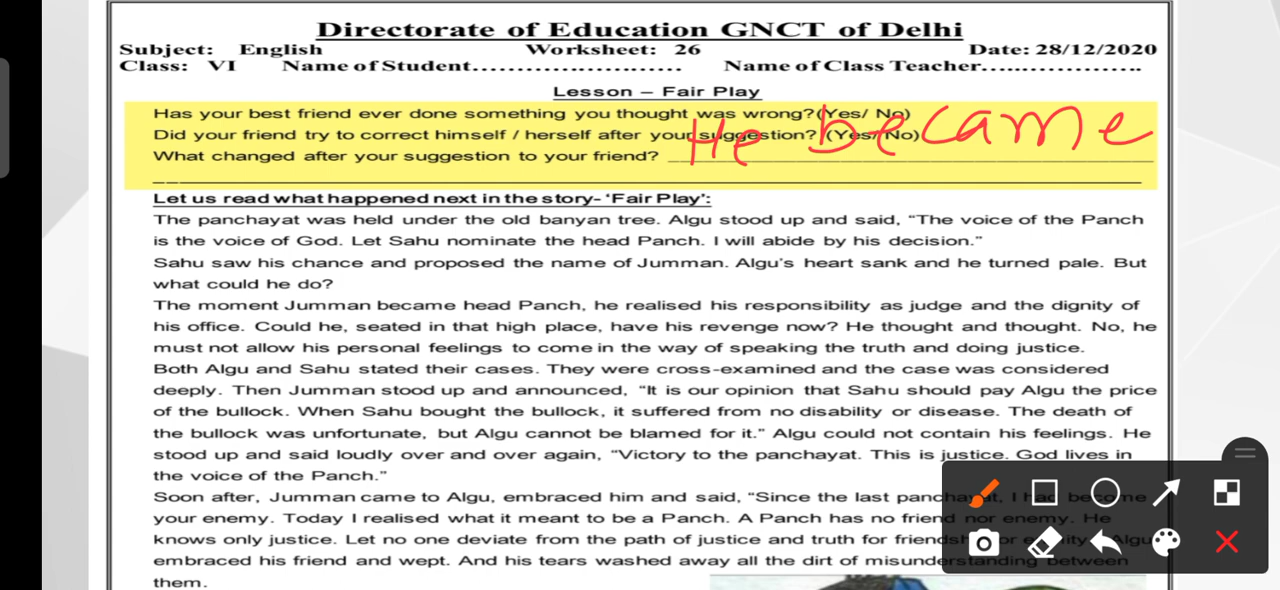 Directorate of Education GNCT of Delhi
Subject: English Worksheet: 26 Date: 28/12/2020
Class: VI Name of Student........................ Name of Class Teacher...................
Lesson – Fair Play
Has your best friend ever done something you thought was wrong?(Yes/ No)
Did your friend try to correct himself / herself after your suggestion? (Yes/ No)
He became
What changed after your suggestion to your friend? ____________________
____________________
Let us read what happened next in the story- ‘Fair Play’:
The panchayat was held under the old banyan tree. Algu stood up and said, “The voice of the Panch
is the voice of God. Let Sahu nominate the head Panch. I will abide by his decision.”
Sahu saw his chance and proposed the name of Jumman. Algu’s heart sank and he turned pale. But
what could he do?
The moment Jumman became head Panch, he realised his responsibility as judge and the dignity of
his office. Could he, seated in that high place, have his revenge now? He thought and thought. No, he
must not allow his personal feelings to come in the way of speaking the truth and doing justice.
Both Algu and Sahu stated their cases. They were cross-examined and the case was considered
deeply. Then Jumman stood up and announced, “It is our opinion that Sahu should pay Algu the price
of the bullock. When Sahu bought the bullock, it suffered from no disability or disease. The death of
the bullock was unfortunate, but Algu cannot be blamed for it.” Algu could not contain his feelings. He
stood up and said loudly over and over again, “Victory to the panchayat. This is justice. God lives in
the voice of the Panch.”
Soon after, Jumman came to Algu, embraced him and said, “Since the last panchayat, I had become
your enemy. Today I realised what it meant to be a Panch. A Panch has no friend nor enemy. He
knows only justice. Let no one deviate from the path of justice and truth for friendship or enmity. Algu
embraced his friend and wept. And his tears washed away all the dirt of misunderstanding between
them.